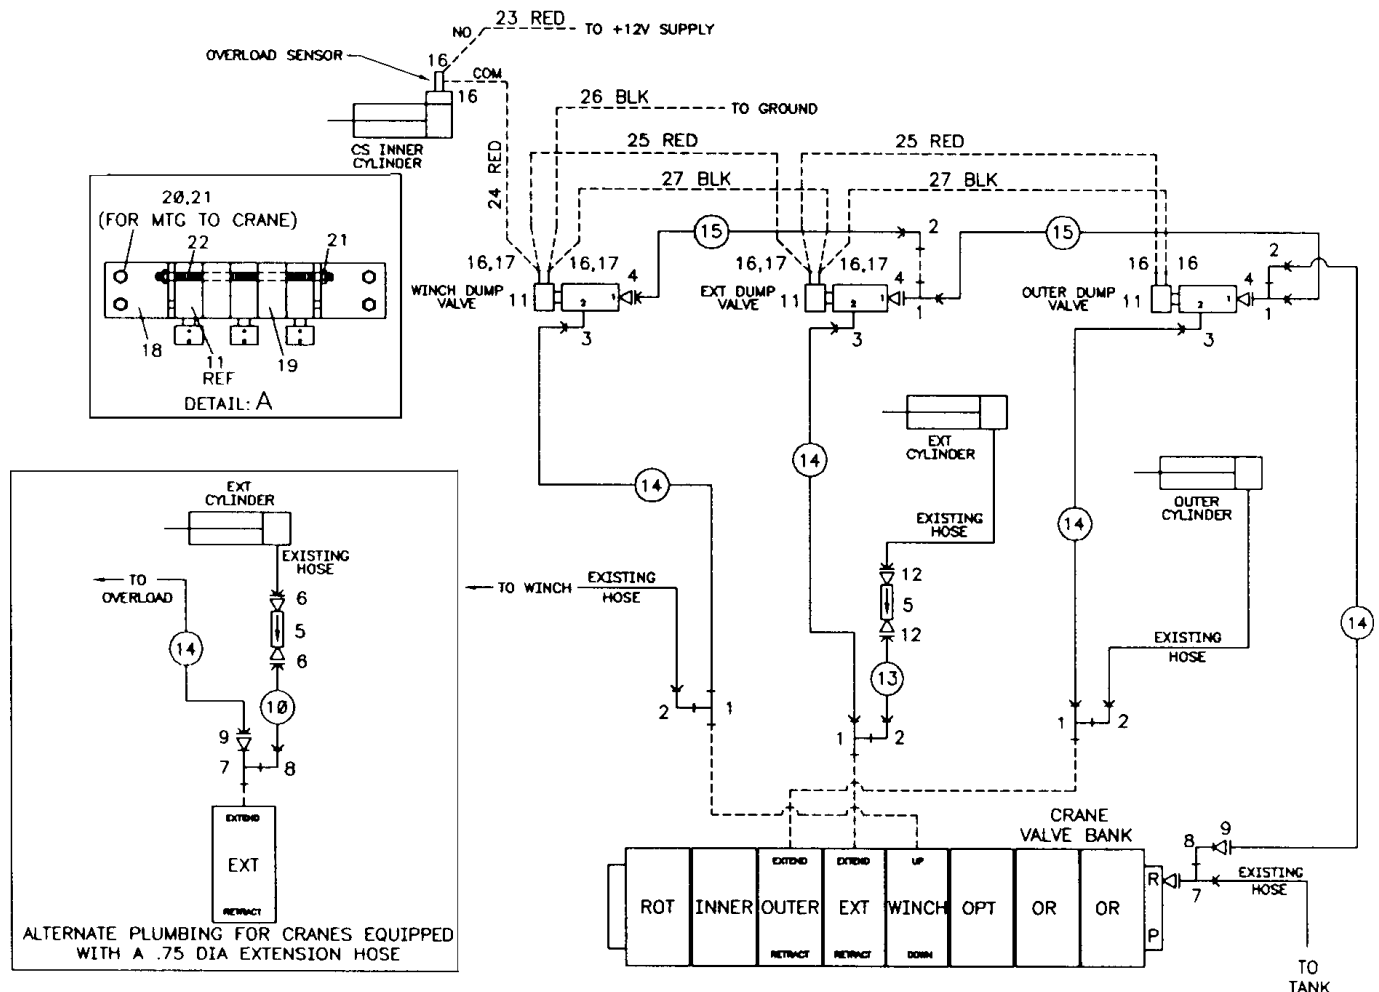 23 RED
NO
TO +12V SUPPLY
OVERLOAD SENSOR
16
COM
16
26 BLK
TO GROUND
CS INNER
CYLINDER
24 RED
25 RED
25 RED
27 BLK
27 BLK
20,21
(FOR MTG TO CRANE)
22
21
18
11
REF
19
DETAIL: A
15
2
15
2
16,17
16,17
4
16,17
16,17
4
16
16
4
WINCH DUMP
VALVE
11
2
1
3
EXT DUMP
VALVE
11
2
1
1
3
OUTER DUMP
VALVE
11
2
1
1
3
EXT
CYLINDER
14
14
EXISTING
HOSE
OUTER
CYLINDER
14
12
5
12
13
TO WINCH
EXISTING
HOSE
EXISTING
HOSE
14
2
1
1
2
1
2
EXT
CYLINDER
EXISTING
HOSE
TO
OVERLOAD
6
5
6
14
10
9
7
8
EXTEND
EXT
RETRACT
ALTERNATE PLUMBING FOR CRANES EQUIPPED
WITH A .75 DIA EXTENSION HOSE
CRANE
VALVE BANK
ROT
INNER
EXTEND
OUTER
RETRACT
EXTEND
EXT
RETRACT
UP
WINCH
DOWN
OPT
OR
OR
R
P
8
9
7
EXISTING
HOSE
TO
TANK